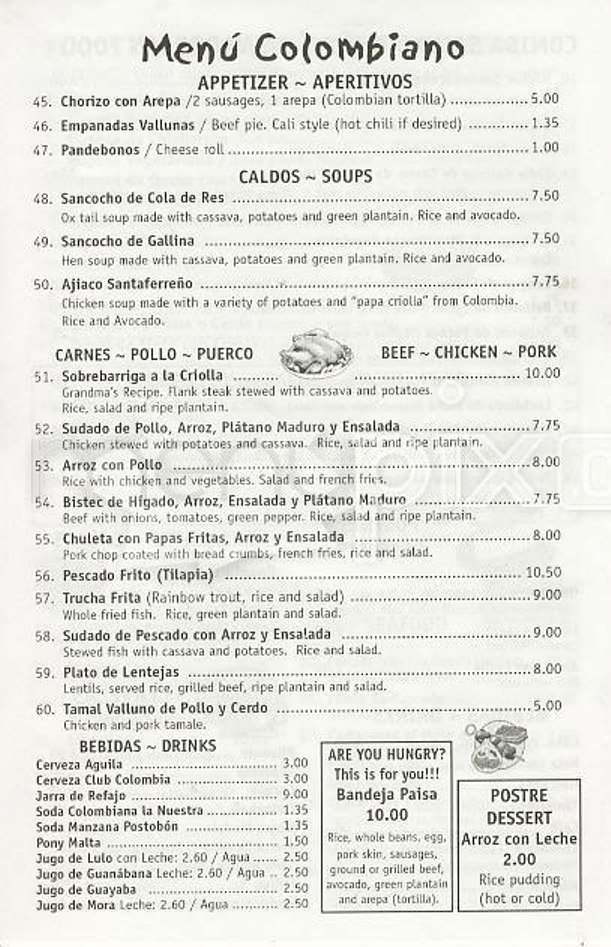 Menú Colombiano
APPETIZER ~ APERITIVOS
45. Chorizo con Arepa /2 sausages, 1 arepa (Colombian tortilla) ................ 5.00
46. Empanadas Vallunas / Beef pie. Cali style (hot chili if desired) ............. 1.35
47. Pandebonos / Cheese roll ............................................................. 1.00
CALDOS ~ SOUPS
48. Sancocho de Cola de Res ............................................................ 7.50
Ox tail soup made with cassava, potatoes and green plantain. Rice and avocado.
49. Sancocho de Gallina ................................................................. 7.50
Hen soup made with cassava, potatoes and green plantain. Rice and avocado.
50. Ajiaco Santaferreño .................................................................. 7.75
Chicken soup made with a variety of potatoes and "papa criolla" from Colombia.
Rice and Avocado.
CARNES ~ POLLO ~ PUERCO BEEF ~ CHICKEN ~ PORK
51. Sobrebarriga a la Criolla .......... ................................... 10.00
Grandma's Recipe. Flank steak stewed with cassava and potatoes.
Rice, salad and ripe plantain.
52. Sudado de Pollo, Arroz, Plátano Maduro y Ensalada .......................... 7.75
Chicken stewed with potatoes and cassava. Rice, salad and ripe plantain.
53. Arroz con Pollo ........................................................................ 8.00
Rice with chicken and vegetables. Salad and french fries.
54. Bistec de Hígado, Arroz, Ensalada y Plátano Maduro ........................ 7.75
Beef with onions, tomatoes, green pepper. Rice, salad and ripe plantain.
55. Chuleta con Papas Fritas, Arroz y Ensalada .................................... 8.00
Pork chop coated with bread crumbs, french fries, rice and salad.
56. Pescado Frito (Tilapia) ............................................................ 10.50
57. Trucha Frita (Rainbow trout, rice and salad) .................................... 9.00
Whole fried fish. Rice, green plantain and salad.
58. Sudado de Pescado con Arroz y Ensalada ....................................... 9.00
Stewed fish with cassava and potatoes. Rice and salad.
59. Plato de Lentejas ..................................................................... 8.00
Lentils, served rice, grilled beef, ripe plantain and salad.
60. Tamal Valluno de Pollo y Cerdo .................................................... 5.00
Chicken and pork tamale.
BEBIDAS ~ DRINKS
Cerveza Aguila .............................. 3.00
Cerveza Club Colombia ..................... 3.00
Jarra de Refajo .............................. 9.00
Soda Colombiana la Nuestra ............... 1.35
Soda Manzana Postobón ................... 1.35
Pony Malta ................................... 1.50
Jugo de Lulo con Leche: 2.60 / Agua ...... 2.50
Jugo de Guanábana Leche: 2.60 / Agua .. 2.50
Jugo de Guayaba ........................... 2.50
Jugo de Mora Leche: 2.60 / Agua ........... 2.50
ARE YOU HUNGRY?
This is for you!!!
Bandeja Paisa
10.00
Rice, whole beans, egg,
pork skin, sausages,
ground or grilled beef,
avocado, green plantain
and arepa (tortilla).
POSTRE
DESSERT
Arroz con Leche
2.00
Rice pudding
(hot or cold)